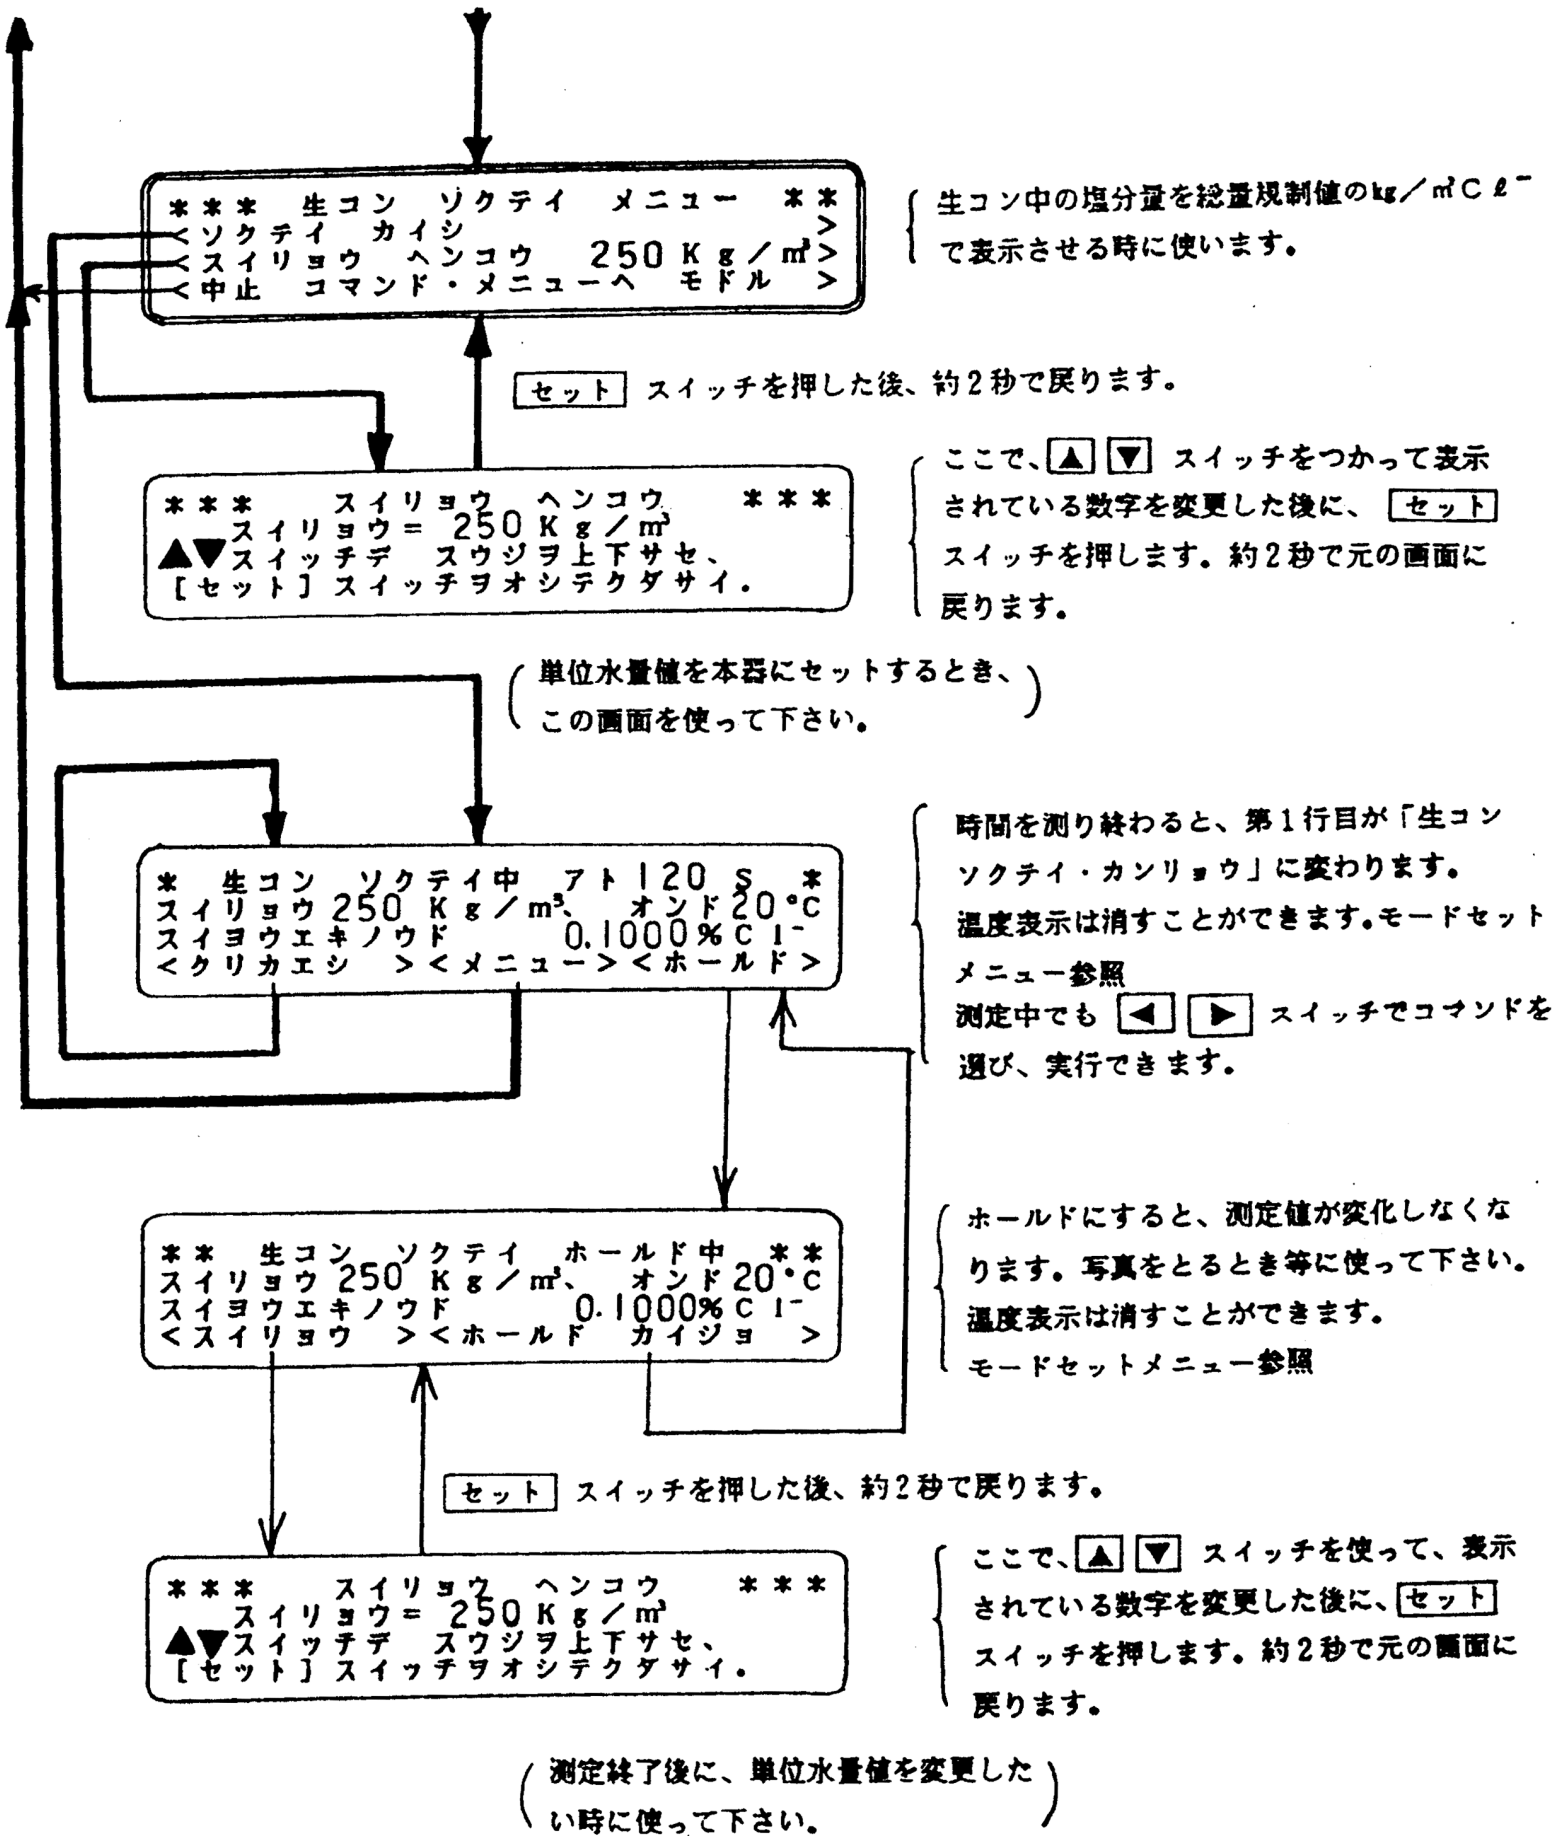 *** 生コン ソクテイ メニュー **
<ソクテイ カイシ >
<スイリョウ ヘンコウ 250Kg/m³>
<中止 コマンド・メニューヘ モドル >
生コン中の塩分量を総量規制値のkg/m³Cℓ⁻
で表示させる時に使います。
セット スイッチを押した後、約2秒で戻ります。
*** スイリョウ ヘンコウ ***
スイリョウ= 250Kg/m³
▲▼スイッチデ スウジヲ上下サセ、
[セット]スイッチヲオシテクダサイ.
ここで、▲ ▼ スイッチをつかって表示
されている数字を変更した後に、 セット
スイッチを押します。約2秒で元の画面に
戻ります。
単位水量値を本器にセットするとき、
この画面を使って下さい。
* 生コン ソクテイ中 アト120 S *
スイリョウ250 Kg/m³、 オンド20°C
スイヨウエキノウド 0.1000%Cl⁻
<クリカエシ ><メニュー><ホールド>
時間を測り終わると、第1行目が「生コン
ソクテイ・カンリョウ」に変わります。
温度表示は消すことができます。モードセット
メニュー参照
測定中でも ◀ ▶ スイッチでコマンドを
選び、実行できます。
** 生コン ソクテイ ホールド中 **
スイリョウ250 Kg/m³、 オンド20°C
スイヨウエキノウド 0.1000%Cl⁻
<スイリョウ ><ホールド カイジョ >
ホールドにすると、測定値が変化しなくな
ります。写真をとるとき等に使って下さい。
温度表示は消すことができます。
モードセットメニュー参照
セット スイッチを押した後、約2秒で戻ります。
*** スイリョウ ヘンコウ ***
スイリョウ= 250Kg/m³
▲▼スイッチデ スウジヲ上下サセ、
[セット]スイッチヲオシテクダサイ.
ここで、▲ ▼ スイッチを使って、表示
されている数字を変更した後に、セット
スイッチを押します。約2秒で元の画面に
戻ります。
測定終了後に、単位水量値を変更した
い時に使って下さい。